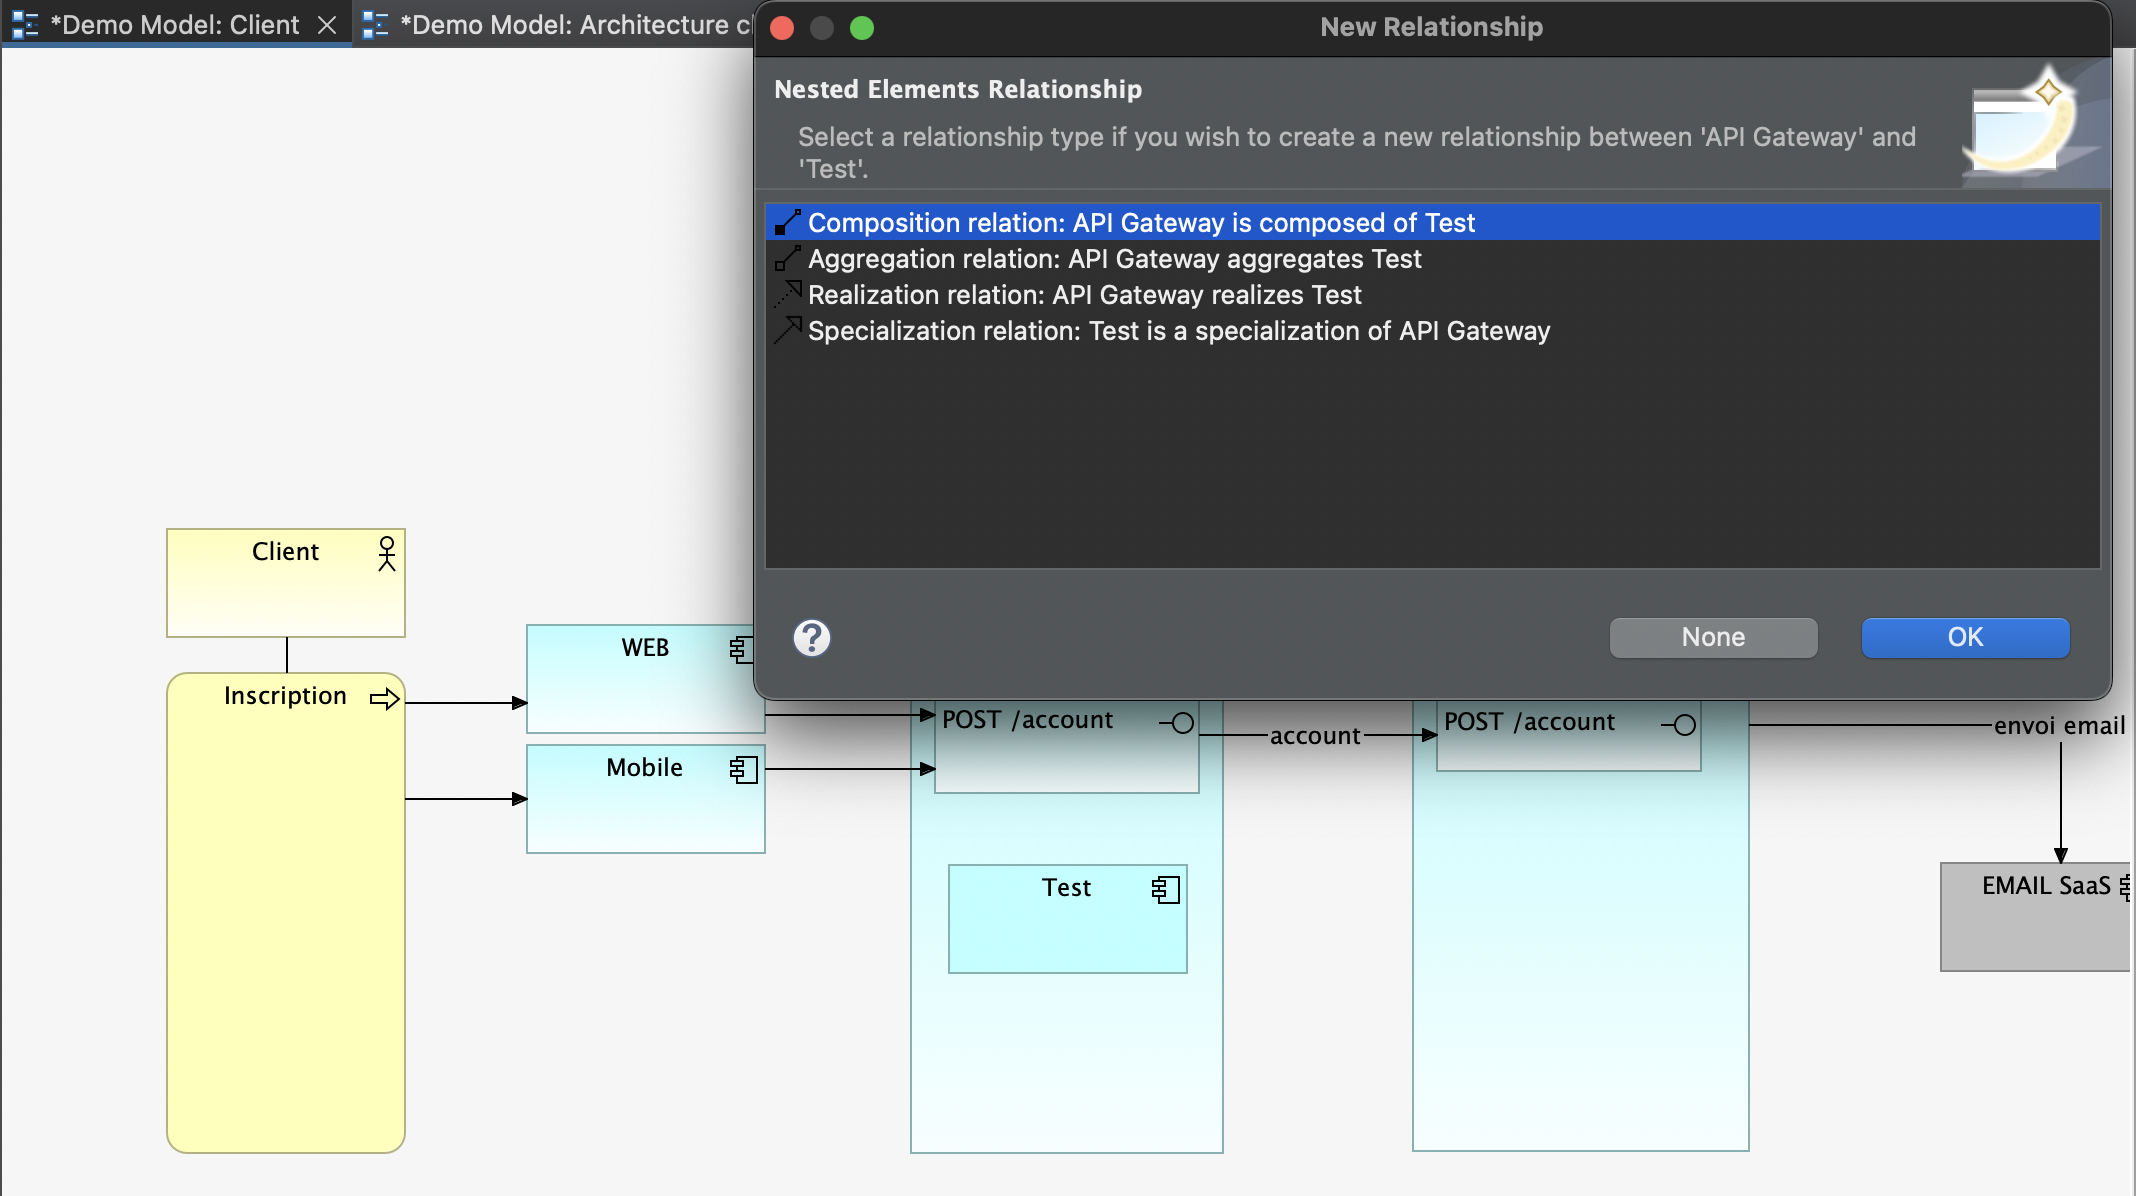 *Demo Model: Client
*Demo Model: Architecture
New Relationship
Nested Elements Relationship
Select a relationship type if you wish to create a new relationship between 'API Gateway' and
'Test'.
Composition relation: API Gateway is composed of Test
Aggregation relation: API Gateway aggregates Test
Realization relation: API Gateway realizes Test
Specialization relation: Test is a specialization of API Gateway
?
None
OK
Client
Inscription
WEB
Mobile
POST /account
account
POST /account
envoi email
Test
EMAIL SaaS